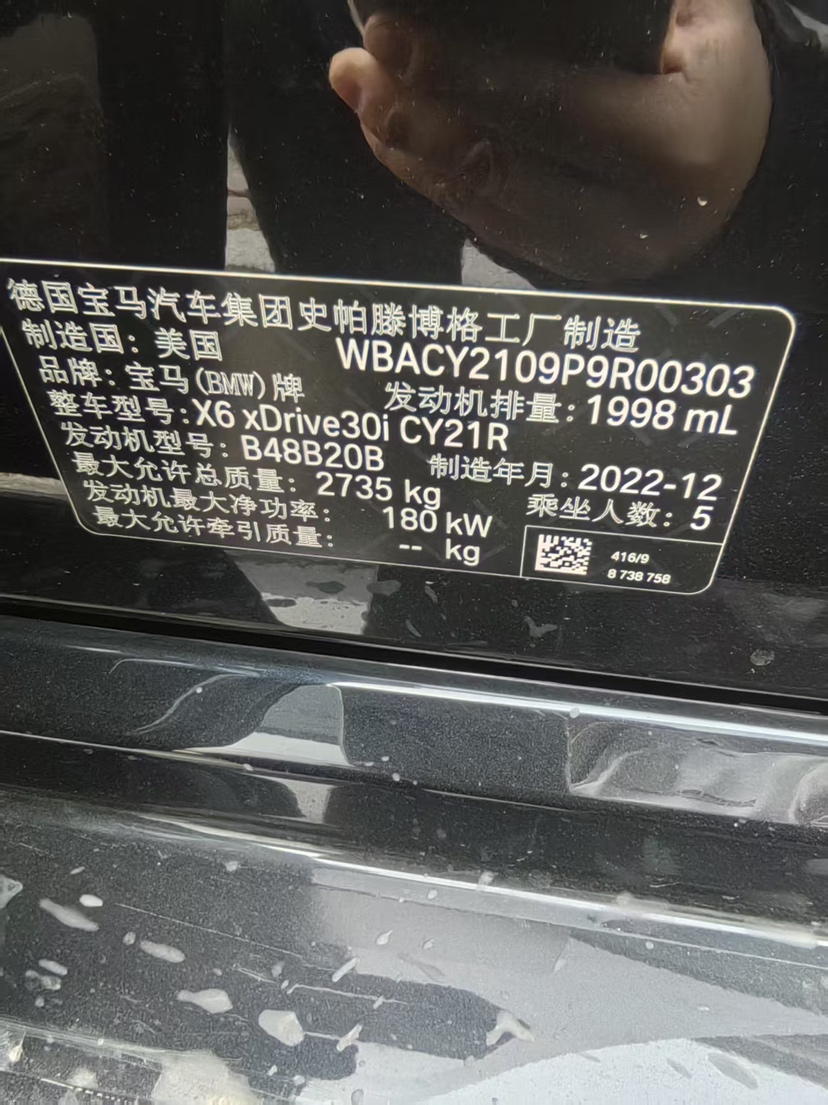 德国宝马汽车集团史帕滕博格工厂制造
制造国：美国
WBACY2109P9R00303
品牌：宝马(BMW)牌
发动机排量：1998 mL
整车型号：X6 xDrive30i CY21R
发动机型号：B48B20B
制造年月：2022-12
最大允许总质量：2735 kg
乘坐人数：5
发动机最大净功率：180 kW
最大允许牵引质量：-- kg
416/9
8 738 758